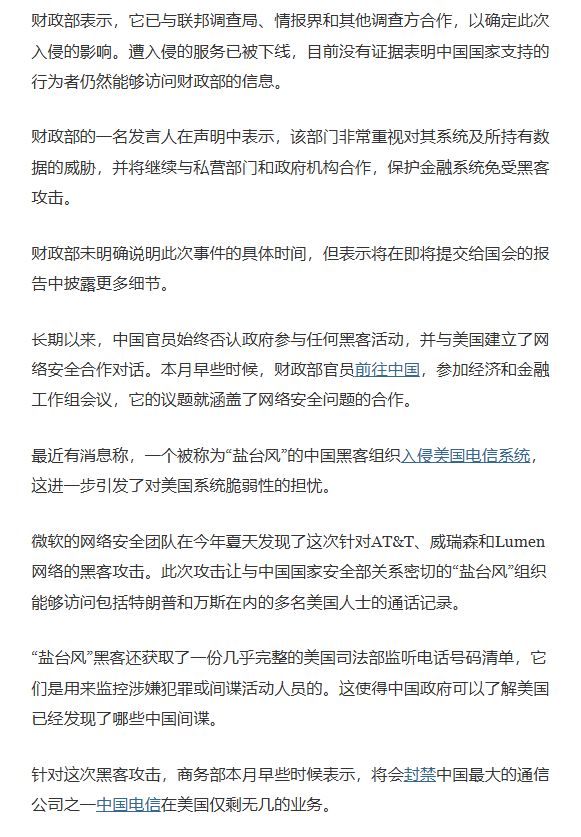 财政部表示，它已与联邦调查局、情报界和其他调查方合作，以确定此次
入侵的影响。遭入侵的服务已被下线，目前没有证据表明中国国家支持的
行为者仍然能够访问财政部的信息。
财政部的一名发言人在声明中表示，该部门非常重视对其系统及所持有数
据的威胁，并将继续与私营部门和政府机构合作，保护金融系统免受黑客
攻击。
财政部未明确说明此次事件的具体时间，但表示将在即将提交给国会的报
告中披露更多细节。
长期以来，中国官员始终否认政府参与任何黑客活动，并与美国建立了网
络安全合作对话。本月早些时候，财政部官员前往中国，参加经济和金融
工作组会议，它的议题就涵盖了网络安全问题的合作。
最近有消息称，一个被称为“盐台风”的中国黑客组织入侵美国电信系统，
这进一步引发了对美国系统脆弱性的担忧。
微软的网络安全团队在今年夏天发现了这次针对AT&T、威瑞森和Lumen
网络的黑客攻击。此次攻击让与中国国家安全部关系密切的“盐台风”组织
能够访问包括特朗普和万斯在内的多名美国人士的通话记录。
“盐台风”黑客还获取了一份几乎完整的美国司法部监听电话号码清单，它
们是用来监控涉嫌犯罪或间谍活动人员的。这使得中国政府可以了解美国
已经发现了哪些中国间谍。
针对这次黑客攻击，商务部本月早些时候表示，将会封禁中国最大的通信
公司之一中国电信在美国仅剩无几的业务。